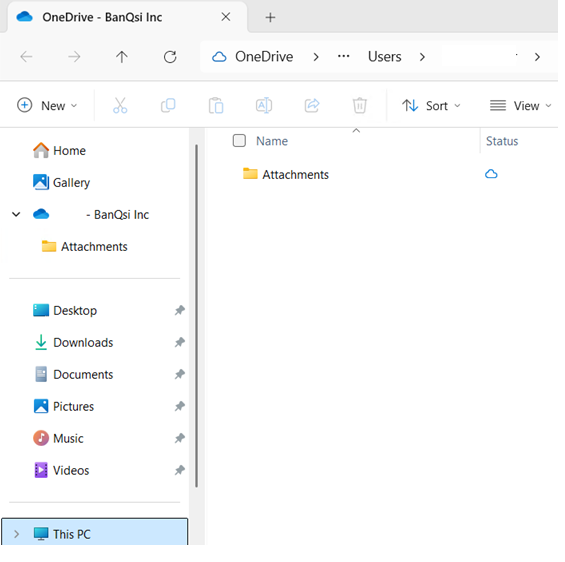 OneDrive - BanQsi Inc
OneDrive > ... Users > >
New Sort View
Name Status
Attachments
Home
Gallery
- BanQsi Inc
Attachments
Desktop
Downloads
Documents
Pictures
Music
Videos
This PC